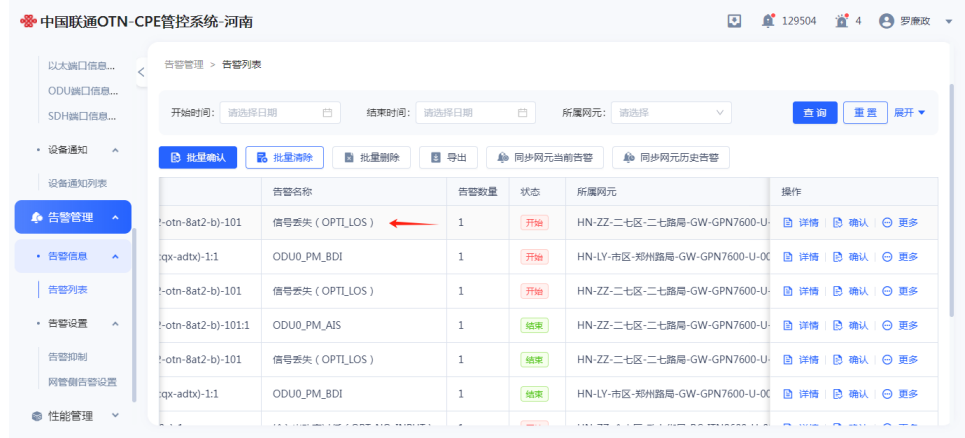 中国联通OTN-CPE管控系统-河南
129504
4
罗廉政
以太端口信息...
ODU端口信息...
SDH端口信息...
设备通知
设备通知列表
告警管理
告警信息
告警列表
告警设置
告警抑制
网管侧告警设置
性能管理
告警管理 > 告警列表
开始时间: 请选择日期 结束时间: 请选择日期 所属网元: 请选择 查询 重置 展开
批量确认 批量清除 批量删除 导出 同步网元当前告警 同步网元历史告警
告警名称 告警数量 状态 所属网元 操作
2-otn-8at2-b)-101 信号丢失 ( OPTI_LOS ) 1 开始 HN-ZZ-二七区-二七路局-GW-GPN7600-U- 详情 确认 更多
:qx-adtx)-1:1 ODU0_PM_BDI 1 开始 HN-LY-市区-郑州路局-GW-GPN7600-U-00 详情 确认 更多
2-otn-8at2-b)-101 信号丢失 ( OPTI_LOS ) 1 开始 HN-ZZ-二七区-二七路局-GW-GPN7600-U- 详情 确认 更多
2-otn-8at2-b)-101:1 ODU0_PM_AIS 1 结束 HN-ZZ-二七区-二七路局-GW-GPN7600-U- 详情 确认 更多
2-otn-8at2-b)-101 信号丢失 ( OPTI_LOS ) 1 结束 HN-ZZ-二七区-二七路局-GW-GPN7600-U- 详情 确认 更多
:qx-adtx)-1:1 ODU0_PM_BDI 1 结束 HN-LY-市区-郑州路局-GW-GPN7600-U-00 详情 确认 更多